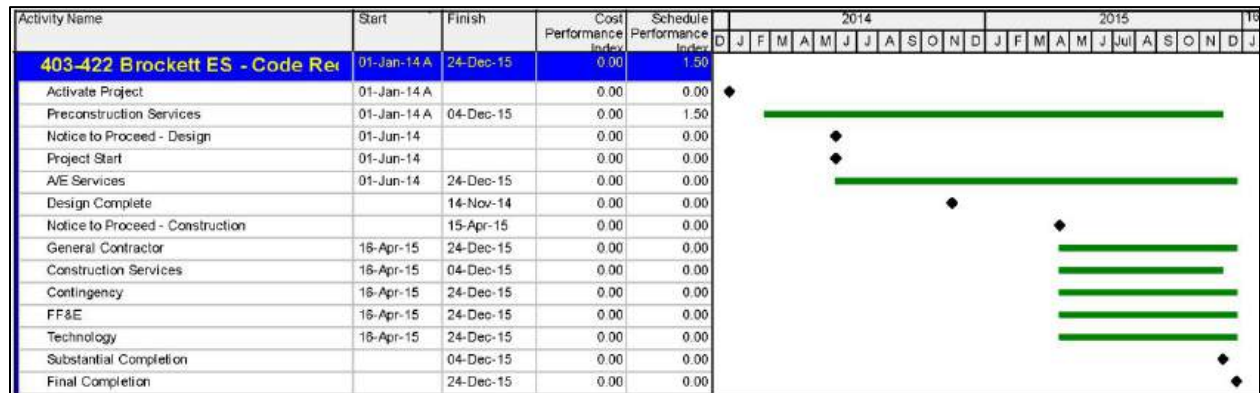 Activity Name Start Finish Cost Performance Index Schedule Performance Index 2014 2015 16
D J F M A M J J A S O N D J F M A M J Jul A S O N D J
403-422 Brockett ES - Code Rec 01-Jan-14 A 24-Dec-15 0.00 1.50
Activate Project 01-Jan-14 A 0.00 0.00
Preconstruction Services 01-Jan-14 A 04-Dec-15 0.00 1.50
Notice to Proceed - Design 01-Jun-14 0.00 0.00
Project Start 01-Jun-14 0.00 0.00
A/E Services 01-Jun-14 24-Dec-15 0.00 0.00
Design Complete 14-Nov-14 0.00 0.00
Notice to Proceed - Construction 15-Apr-15 0.00 0.00
General Contractor 16-Apr-15 24-Dec-15 0.00 0.00
Construction Services 16-Apr-15 04-Dec-15 0.00 0.00
Contingency 16-Apr-15 24-Dec-15 0.00 0.00
FF&E 16-Apr-15 24-Dec-15 0.00 0.00
Technology 16-Apr-15 24-Dec-15 0.00 0.00
Substantial Completion 04-Dec-15 0.00 0.00
Final Completion 24-Dec-15 0.00 0.00